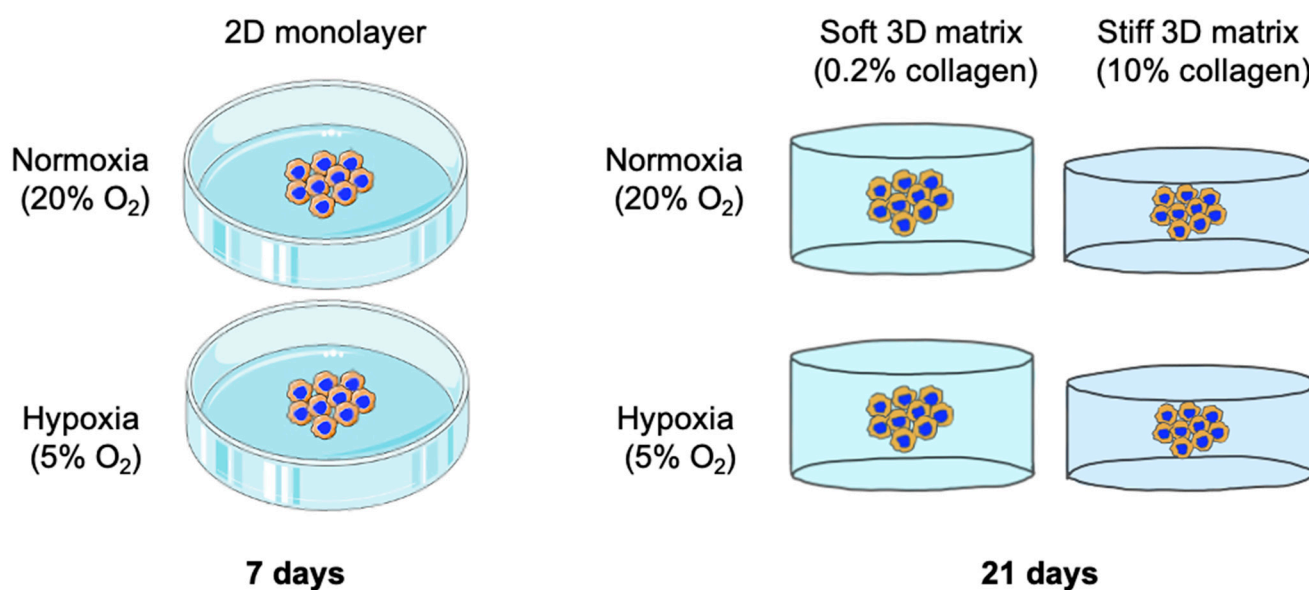 2D monolayer
Soft 3D matrix
(0.2% collagen)
Stiff 3D matrix
(10% collagen)
Normoxia
(20% O₂)
Normoxia
(20% O₂)
Hypoxia
(5% O₂)
Hypoxia
(5% O₂)
7 days
21 days